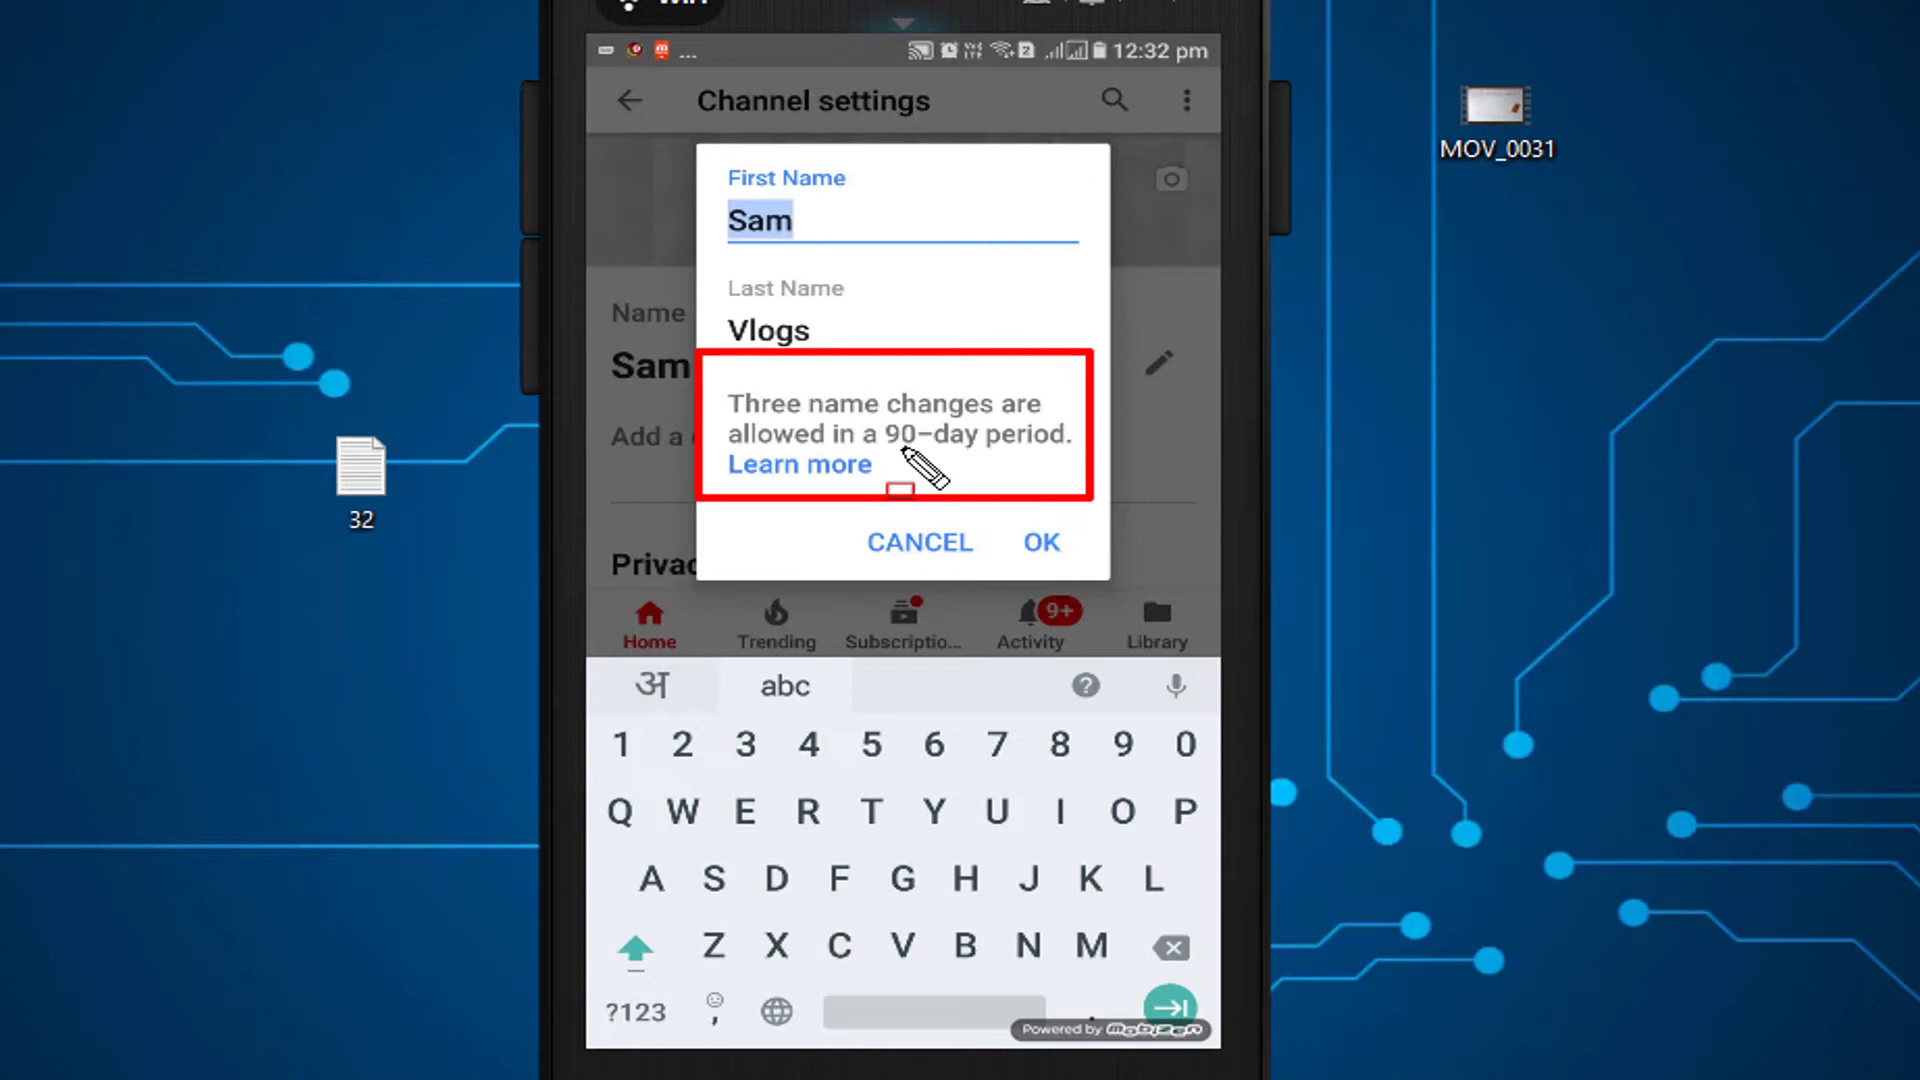 12:32 pm
Channel settings
MOV_0031
First Name
Sam
Last Name
Vlogs
Name
Sam
Three name changes are
allowed in a 90-day period.
Learn more
Add a
32
CANCEL OK
Privac
9+
Home Trending Subscriptio... Activity Library
अ abc
1 2 3 4 5 6 7 8 9 0
Q W E R T Y U I O P
A S D F G H J K L
Z X C V B N M
?123 , .
Powered by